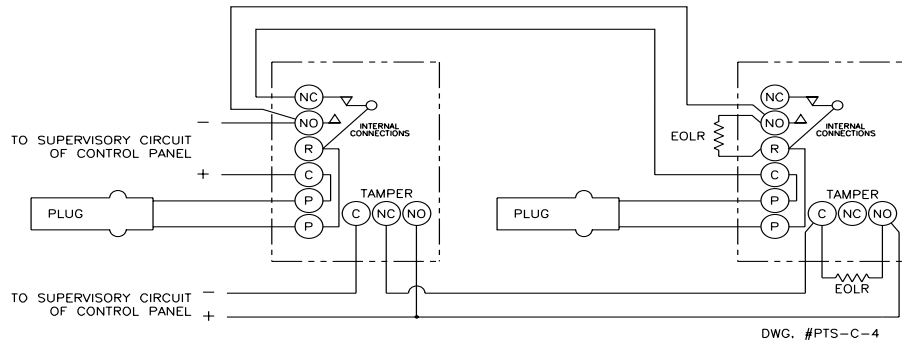 NC
NO
INTERNAL
CONNECTIONS
R
C
P
P
−
TO SUPERVISORY CIRCUIT
OF CONTROL PANEL
+
PLUG
TAMPER
C NC NO
NC
NO
INTERNAL
CONNECTIONS
R
C
P
P
EOLR
PLUG
TAMPER
C NC NO
EOLR
TO SUPERVISORY CIRCUIT −
OF CONTROL PANEL +
DWG. #PTS-C-4